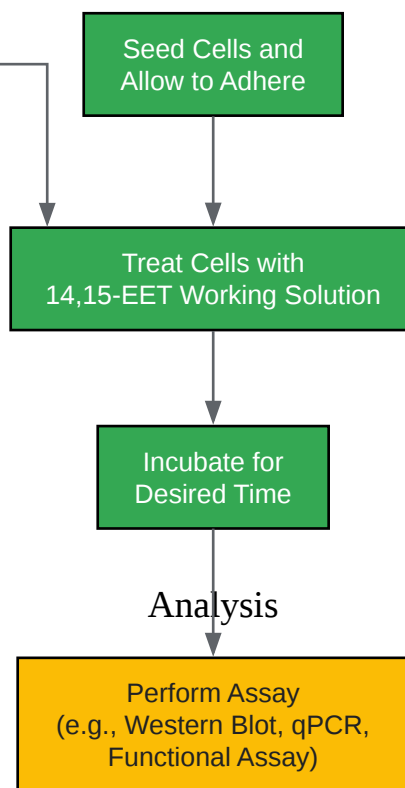 Seed Cells and
Allow to Adhere
Treat Cells with
14,15-EET Working Solution
Incubate for
Desired Time
Analysis
Perform Assay
(e.g., Western Blot, qPCR,
Functional Assay)